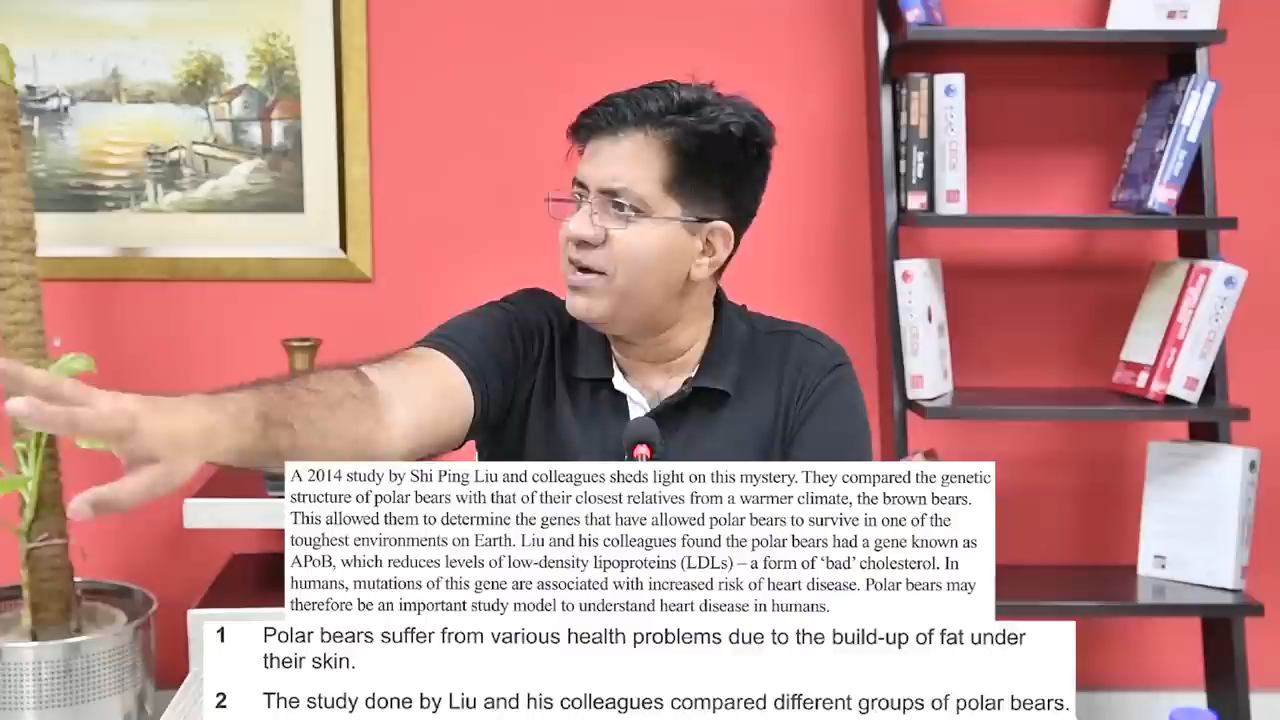 A 2014 study by Shi Ping Liu and colleagues sheds light on this mystery. They compared the genetic
structure of polar bears with that of their closest relatives from a warmer climate, the brown bears.
This allowed them to determine the genes that have allowed polar bears to survive in one of the
toughest environments on Earth. Liu and his colleagues found the polar bears had a gene known as
APoB, which reduces levels of low-density lipoproteins (LDLs) – a form of ‘bad’ cholesterol. In
humans, mutations of this gene are associated with increased risk of heart disease. Polar bears may
therefore be an important study model to understand heart disease in humans.
1 Polar bears suffer from various health problems due to the build-up of fat under
their skin.
2 The study done by Liu and his colleagues compared different groups of polar bears.